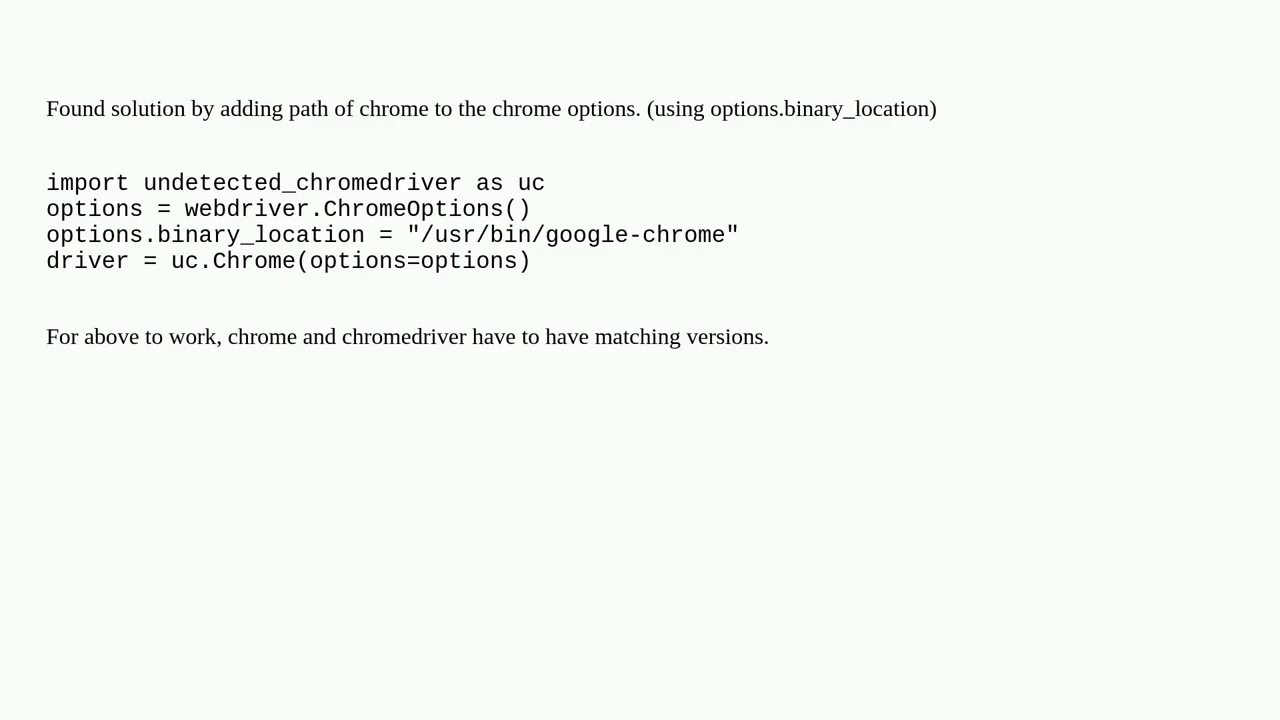 Found solution by adding path of chrome to the chrome options. (using options.binary_location)
import undetected_chromedriver as uc
options = webdriver.ChromeOptions()
options.binary_location = "/usr/bin/google-chrome"
driver = uc.Chrome(options=options)
For above to work, chrome and chromedriver have to have matching versions.